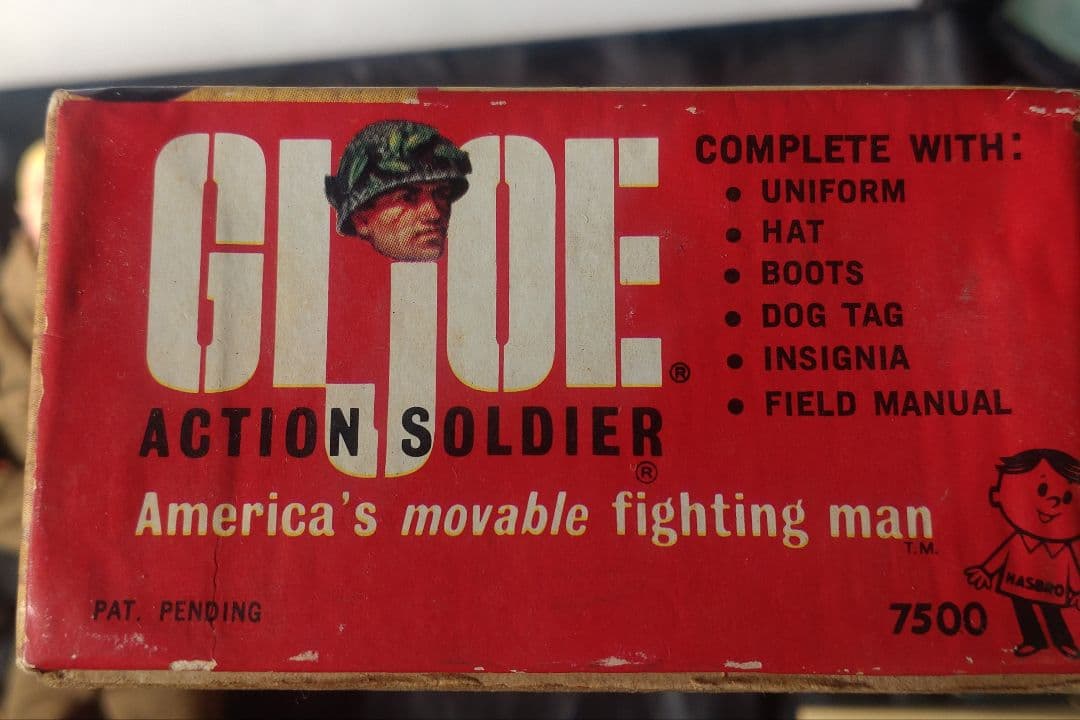 GI JOE®
ACTION SOLDIER®
America's movable fighting man T.M.
PAT. PENDING
COMPLETE WITH:
• UNIFORM
• HAT
• BOOTS
• DOG TAG
• INSIGNIA
• FIELD MANUAL
HASBRO
7500